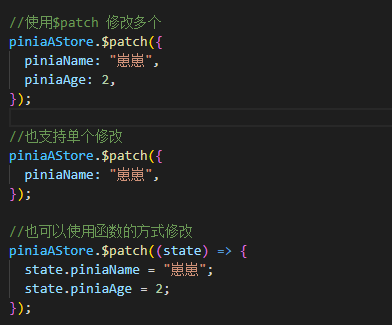 //使用$patch 修改多个
piniaAStore.$patch({
  piniaName: "崽崽",
  piniaAge: 2,
});
//也支持单个修改
piniaAStore.$patch({
  piniaName: "崽崽",
});
//也可以使用函数的方式修改
piniaAStore.$patch((state) => {
  state.piniaName = "崽崽";
  state.piniaAge = 2;
});